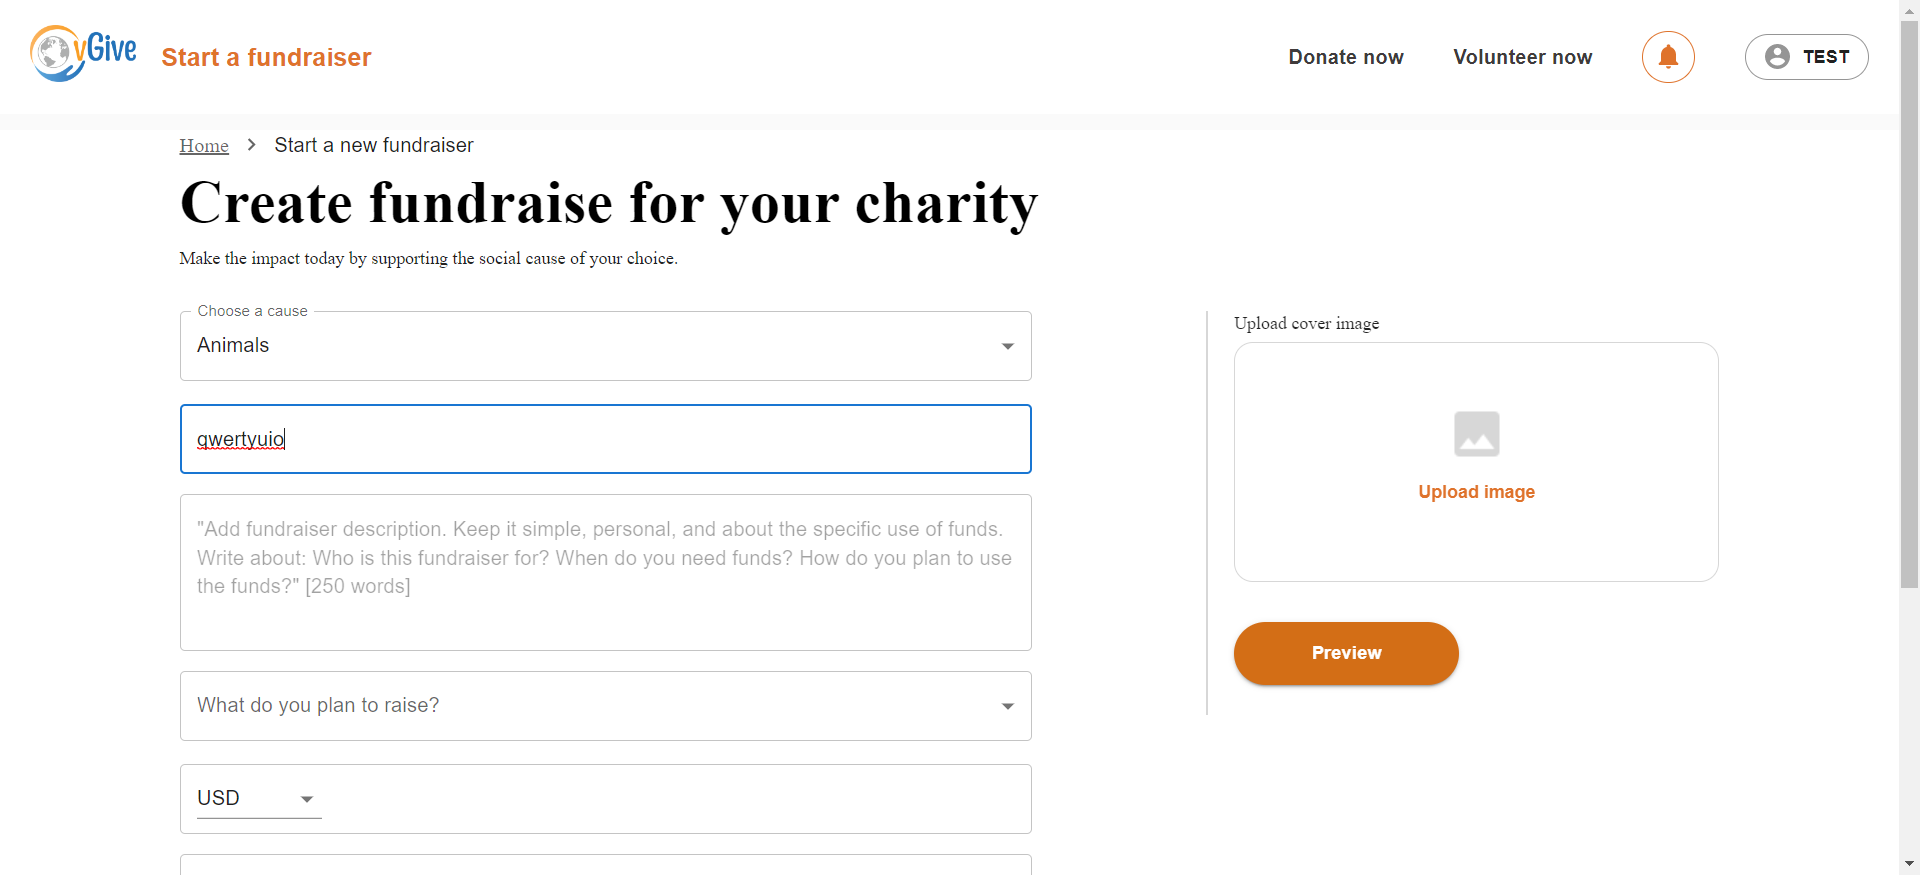 vGive
Start a fundraiser
Donate now
Volunteer now
TEST
Home > Start a new fundraiser
Create fundraise for your charity
Make the impact today by supporting the social cause of your choice.
Choose a cause
Animals
qwertyuio
"Add fundraiser description. Keep it simple, personal, and about the specific use of funds.
Write about: Who is this fundraiser for? When do you need funds? How do you plan to use
the funds?" [250 words]
What do you plan to raise?
USD
Upload cover image
Upload image
Preview